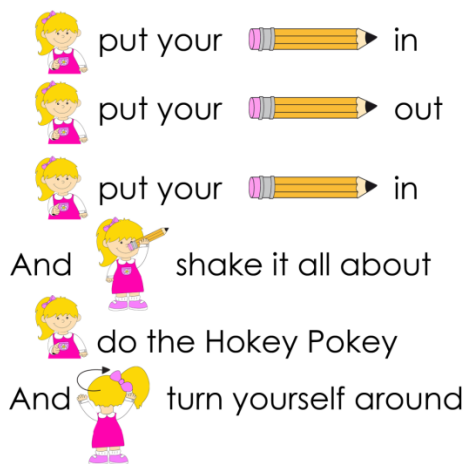 put your in
put your out
put your in
And shake it all about
do the Hokey Pokey
And turn yourself around